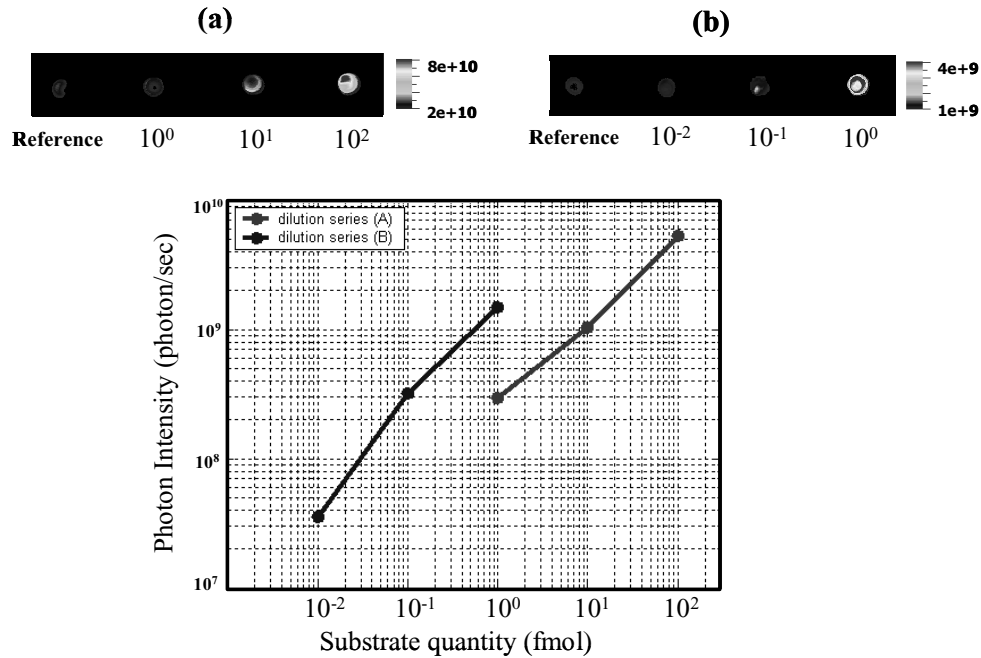 (a)
(b)
8e+10
2e+10
4e+9
1e+9
Reference 10⁰ 10¹ 10²
Reference 10⁻² 10⁻¹ 10⁰
dilution series (A)
dilution series (B)
Photon Intensity (photon/sec)
10¹⁰
10⁹
10⁸
10⁷
10⁻² 10⁻¹ 10⁰ 10¹ 10²
Substrate quantity (fmol)